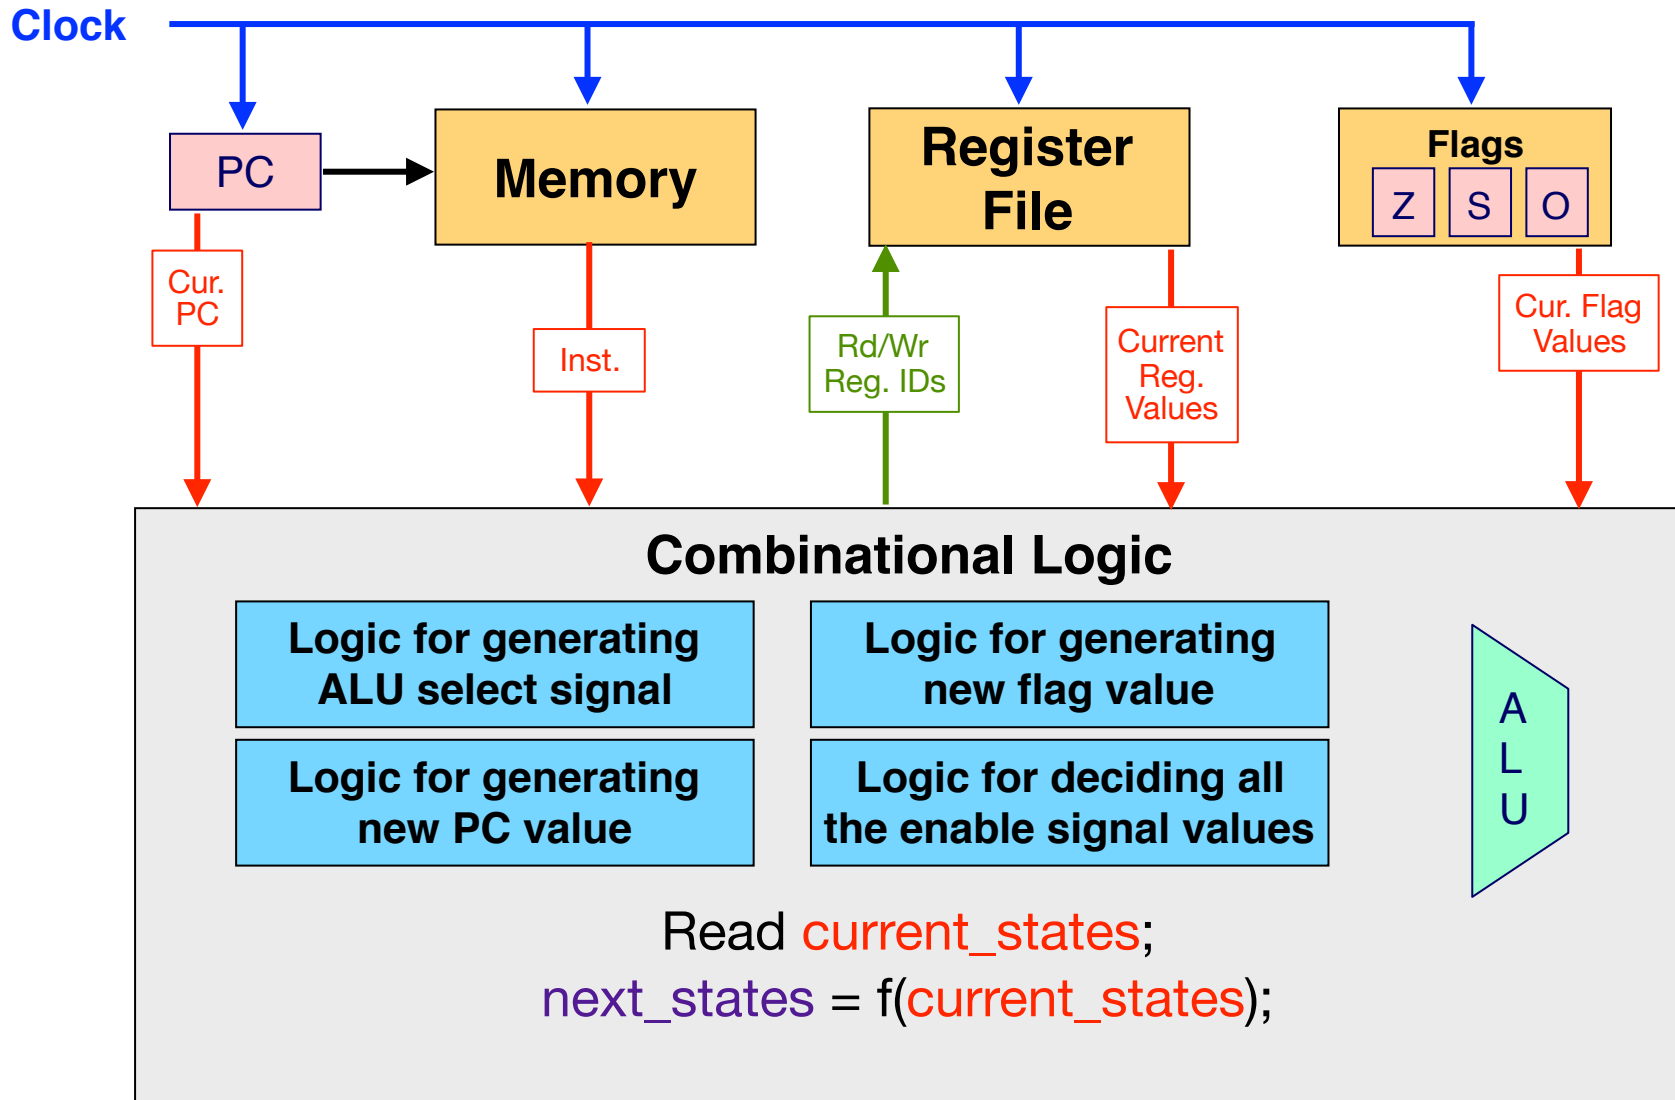 Clock
PC
Memory
Register
File
Flags
Z S O
Cur.
PC
Inst.
Rd/Wr
Reg. IDs
Current
Reg.
Values
Cur. Flag
Values
Combinational Logic
Logic for generating
ALU select signal
Logic for generating
new flag value
Logic for generating
new PC value
Logic for deciding all
the enable signal values
A
L
U
Read current_states;
next_states = f(current_states);